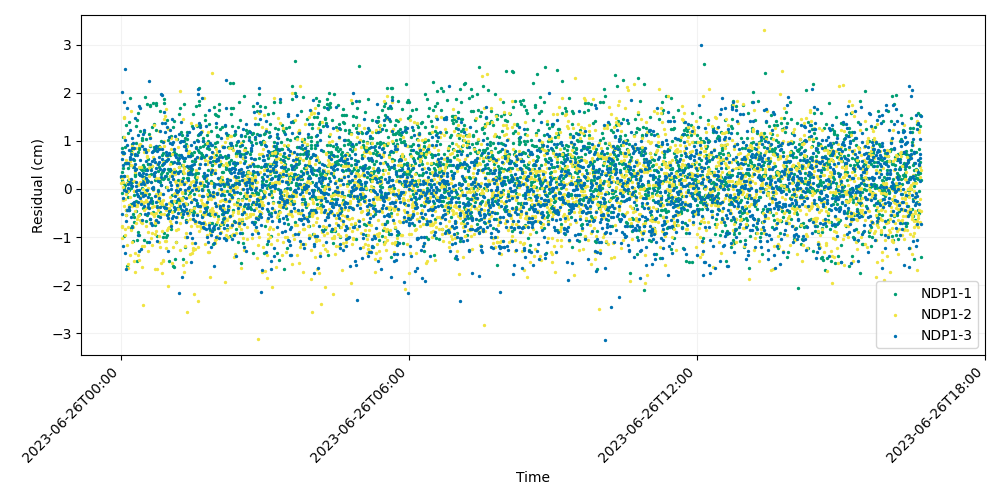 3
2
1
0
−1
−2
−3
Residual (cm)
2023-06-26T00:00
2023-06-26T06:00
2023-06-26T12:00
2023-06-26T18:00
Time
NDP1-1
NDP1-2
NDP1-3